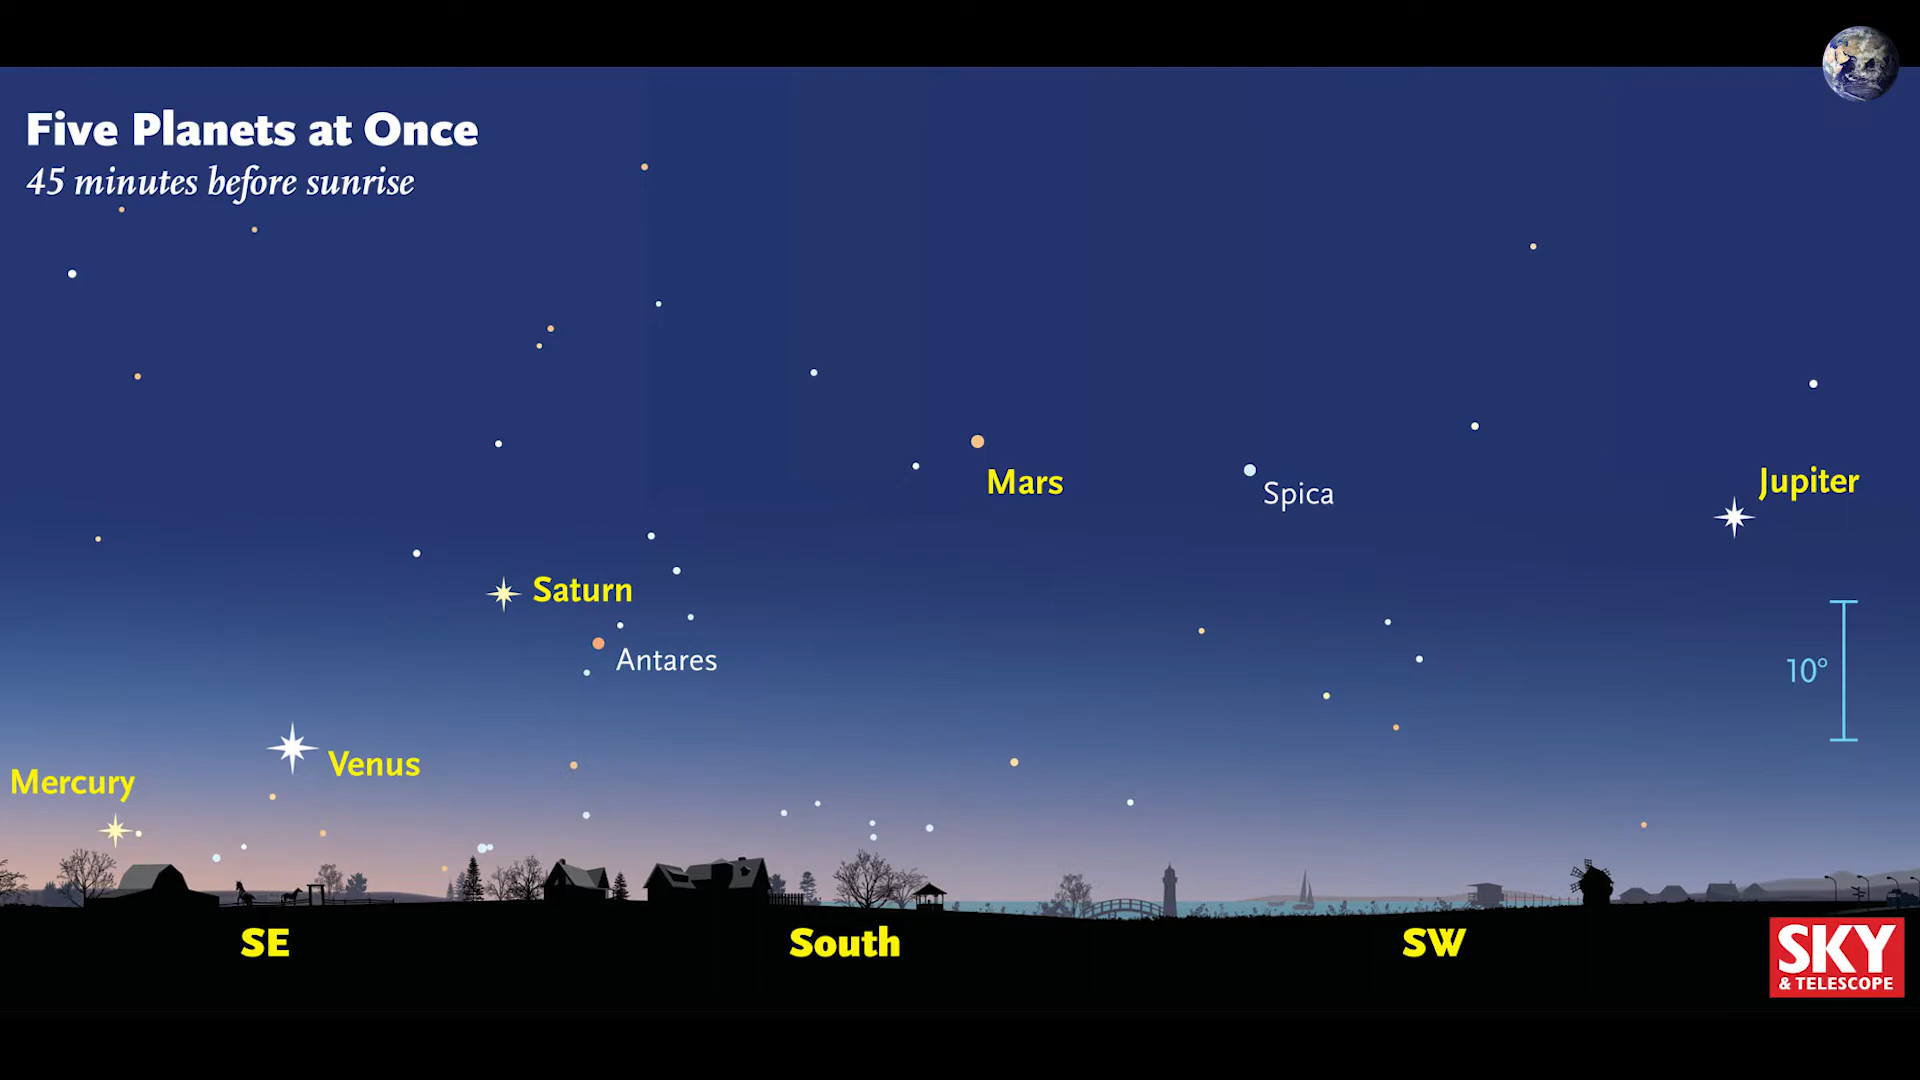 Five Planets at Once
45 minutes before sunrise
Mars
Spica
Jupiter
Saturn
Antares
10°
Venus
Mercury
SE
South
SW
SKY
& TELESCOPE